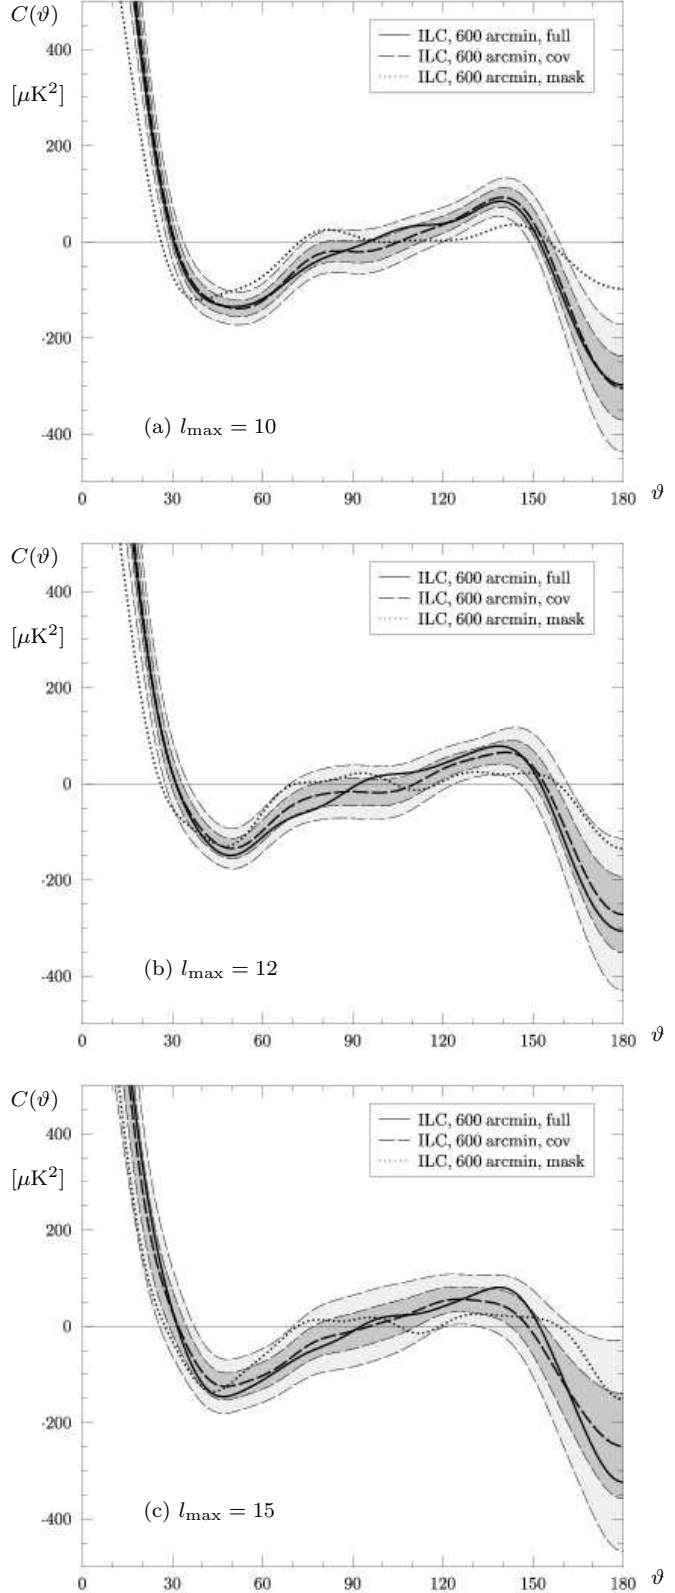 C(ϑ)
[μK²]
ILC, 600 arcmin, full
ILC, 600 arcmin, cov
ILC, 600 arcmin, mask
400
200
0
-200
-400
(a) l_max = 10
0 30 60 90 120 150 180 ϑ
C(ϑ)
[μK²]
ILC, 600 arcmin, full
ILC, 600 arcmin, cov
ILC, 600 arcmin, mask
400
200
0
-200
-400
(b) l_max = 12
0 30 60 90 120 150 180 ϑ
C(ϑ)
[μK²]
ILC, 600 arcmin, full
ILC, 600 arcmin, cov
ILC, 600 arcmin, mask
400
200
0
-200
-400
(c) l_max = 15
0 30 60 90 120 150 180 ϑ